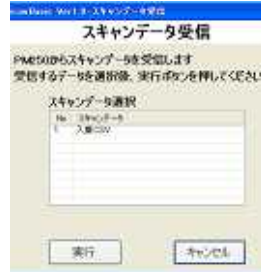 スキャンデータ受信
PM250からスキャンデータを受信します
受信するデータを選択後、実行ボタンを押してください
スキャンデータ選択
No スキャンデータ
1 入庫CSV
実行 キャンセル